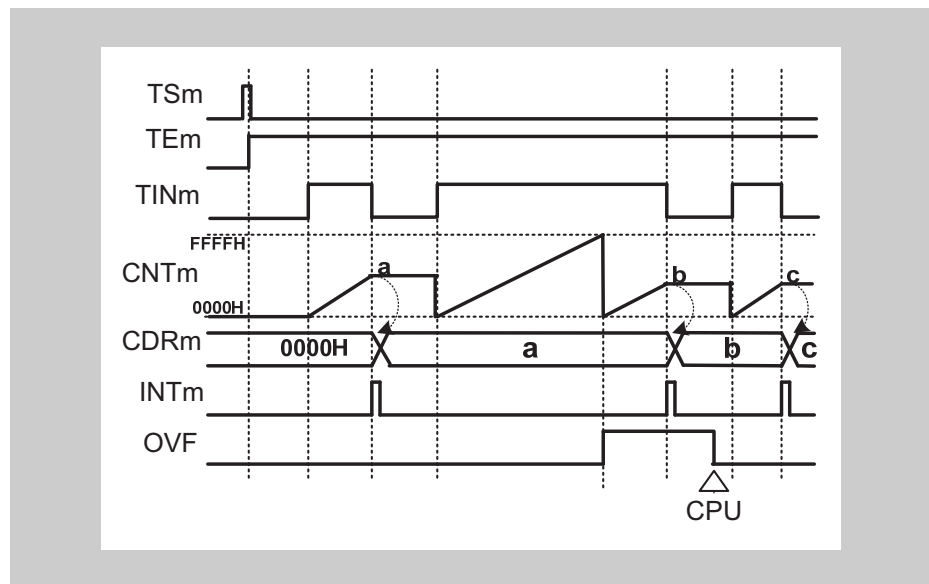 TSm
TEm
TINm
FFFFH
CNTm
a
b
c
0000H
CDRm
0000H
a
b
c
INTm
OVF
CPU